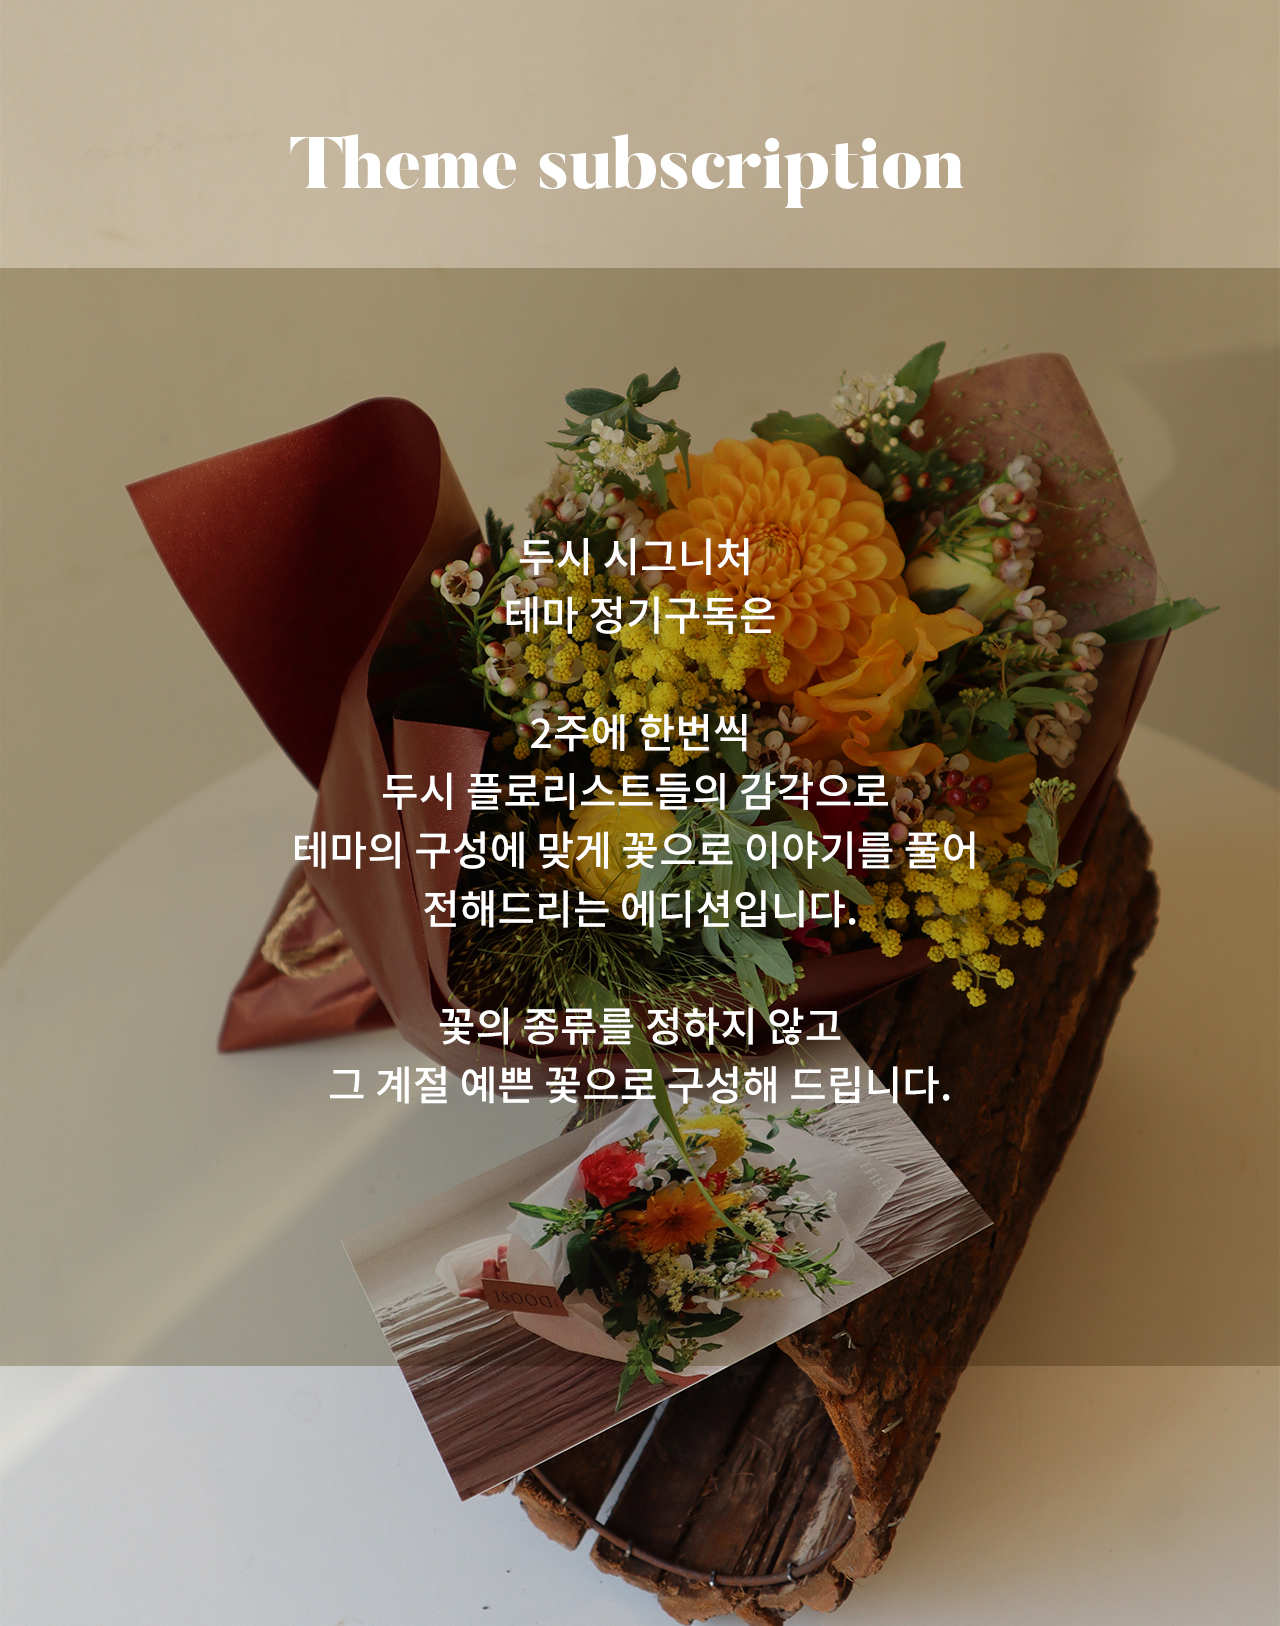 Theme subscription
두시 시그니처
테마 정기구독은
2주에 한번씩
두시 플로리스트들의 감각으로
테마의 구성에 맞게 꽃으로 이야기를 풀어
전해드리는 에디션입니다.
꽃의 종류를 정하지 않고
그 계절 예쁜 꽃으로 구성해 드립니다.
DOOSI